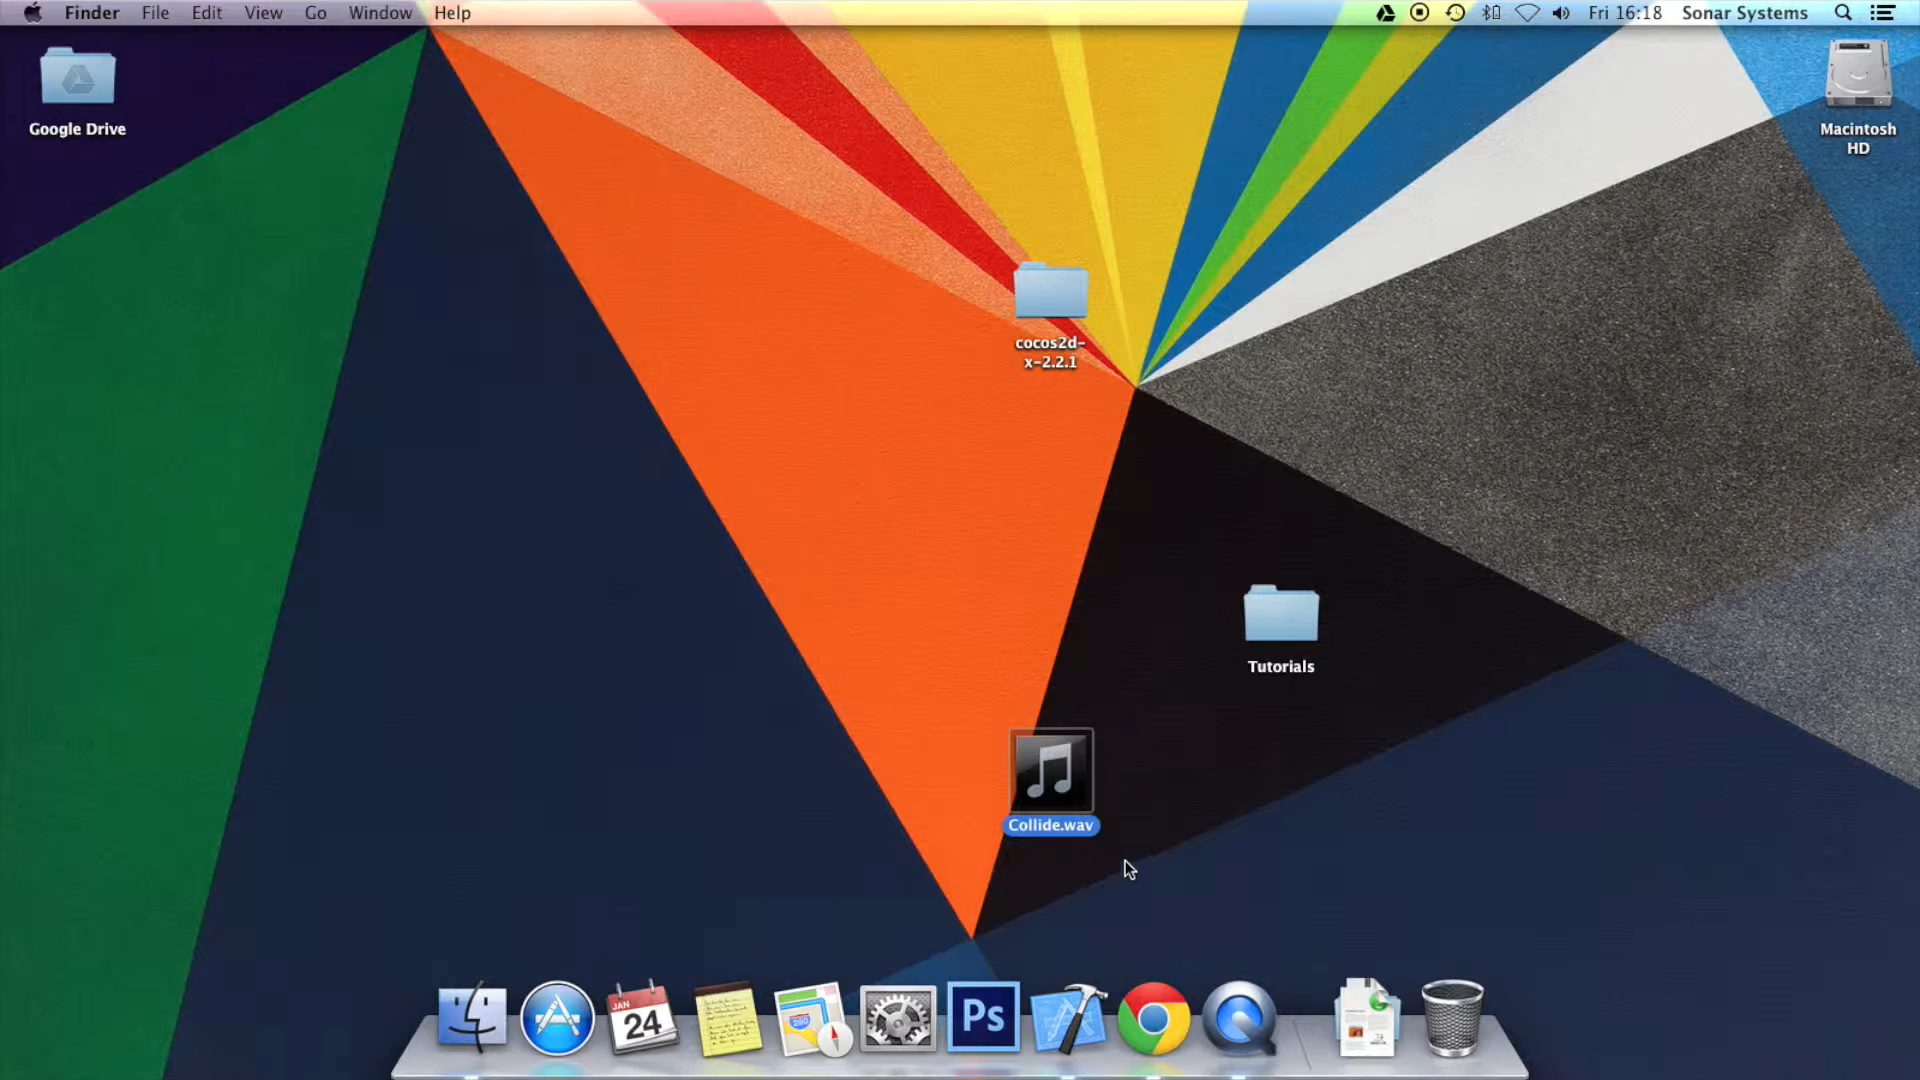 Finder File Edit View Go Window Help
Fri 16:18 Sonar Systems
Google Drive
Macintosh
HD
cocos2d-
x-2.2.1
Tutorials
Collide.wav
JAN
24
280
Ps